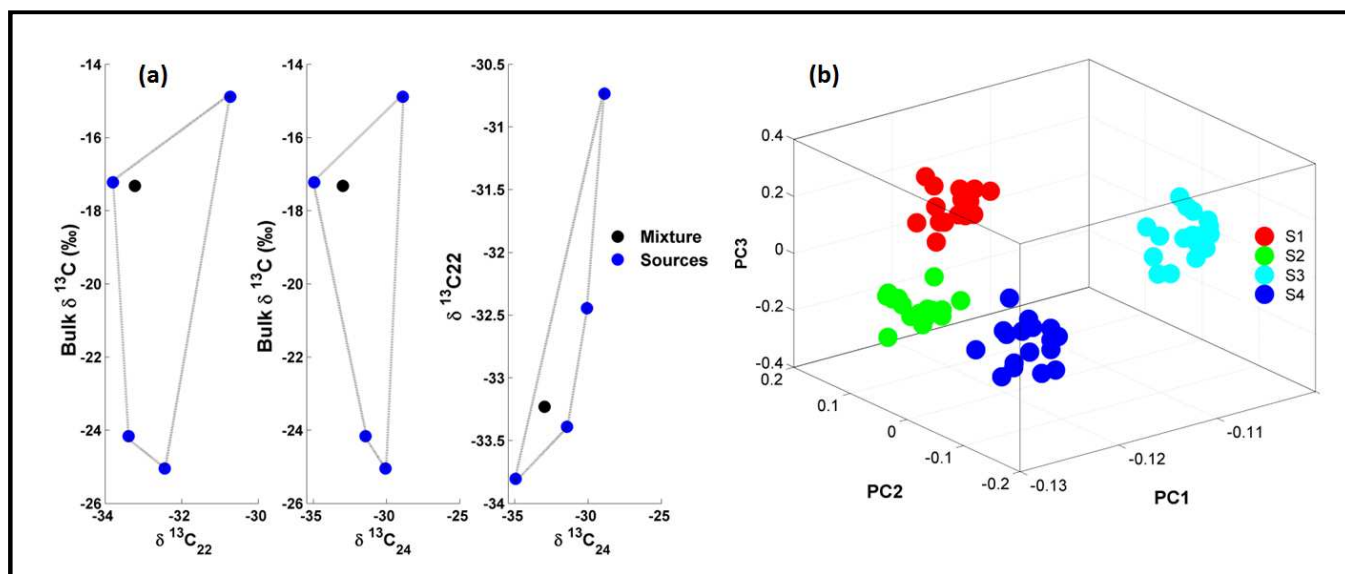 (a)
Bulk δ ¹³C (‰)
-14
-16
-18
-20
-22
-24
-26
-34
-32
-30
δ ¹³C₂₂
Bulk δ ¹³C (‰)
-14
-16
-18
-20
-22
-24
-26
-35
-30
-25
δ ¹³C₂₄
δ ¹³C22
-30.5
-31
-31.5
-32
-32.5
-33
-33.5
-34
-35
-30
-25
δ ¹³C₂₄
Mixture
Sources
(b)
PC3
0.4
0.2
0
-0.2
-0.4
0.2
0.1
0
-0.1
-0.2
PC2
-0.13
-0.12
-0.11
PC1
S1
S2
S3
S4